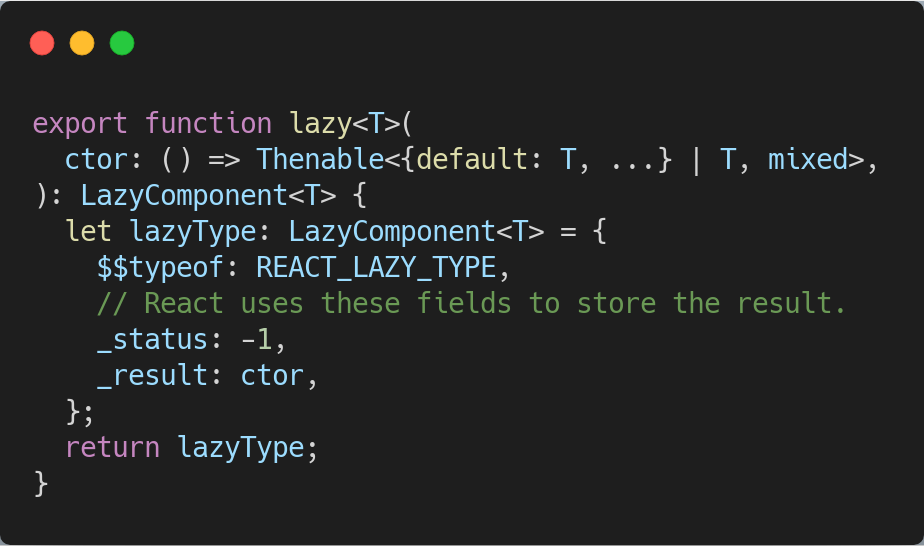 export function lazy<T>(
  ctor: () => Thenable<{default: T, ...} | T, mixed>,
): LazyComponent<T> {
  let lazyType: LazyComponent<T> = {
    $$typeof: REACT_LAZY_TYPE,
    // React uses these fields to store the result.
    _status: -1,
    _result: ctor,
  };
  return lazyType;
}